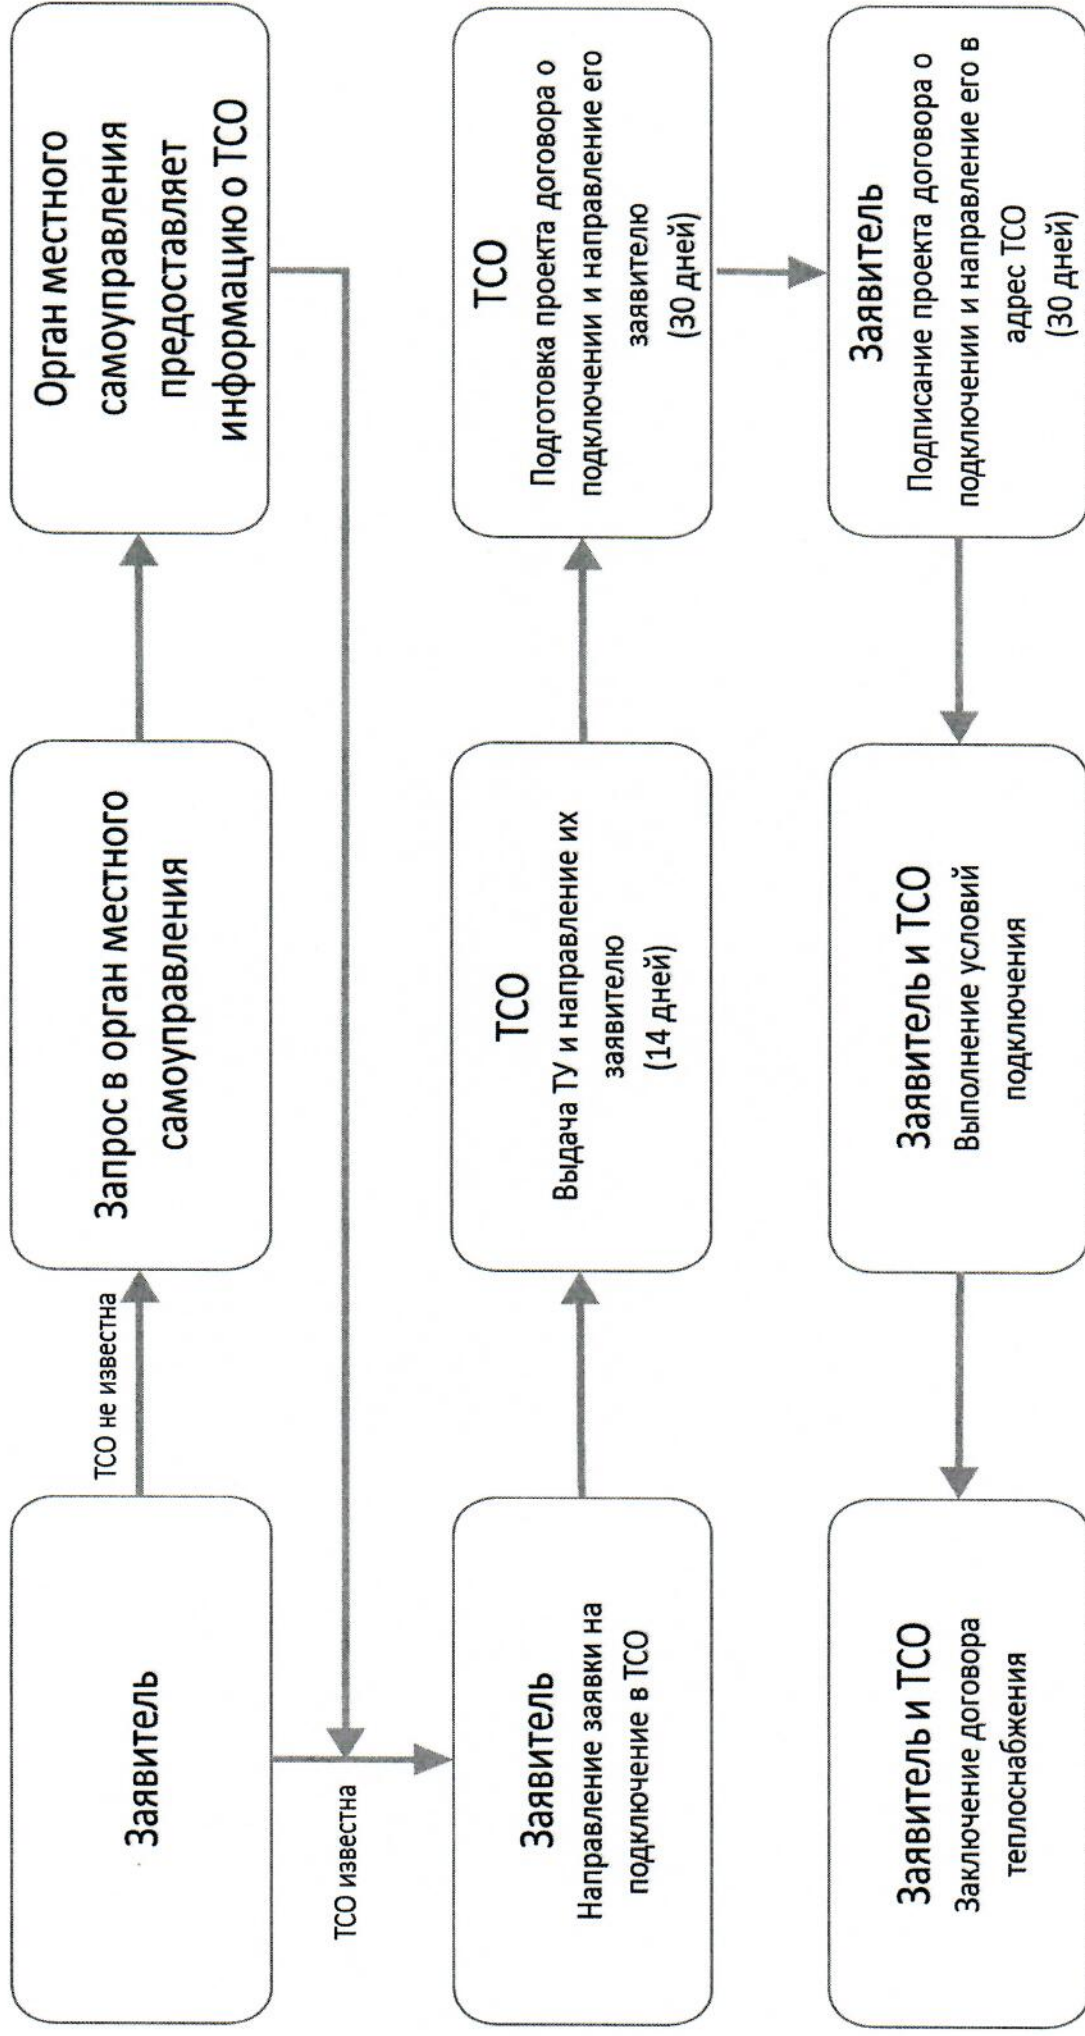 Заявитель
ТСО не известна
Запрос в орган местного
самоуправления
Орган местного
самоуправления
предоставляет
информацию о ТСО
ТСО известна
Заявитель
Направление заявки на
подключение в ТСО
ТСО
Выдача ТУ и направление их
заявителю
(14 дней)
ТСО
Подготовка проекта договора о
подключении и направление его
заявителю
(30 дней)
Заявитель
Подписание проекта договора о
подключении и направление его в
адрес ТСО
(30 дней)
Заявитель и ТСО
Выполнение условий
подключения
Заявитель и ТСО
Заключение договора
теплоснабжения